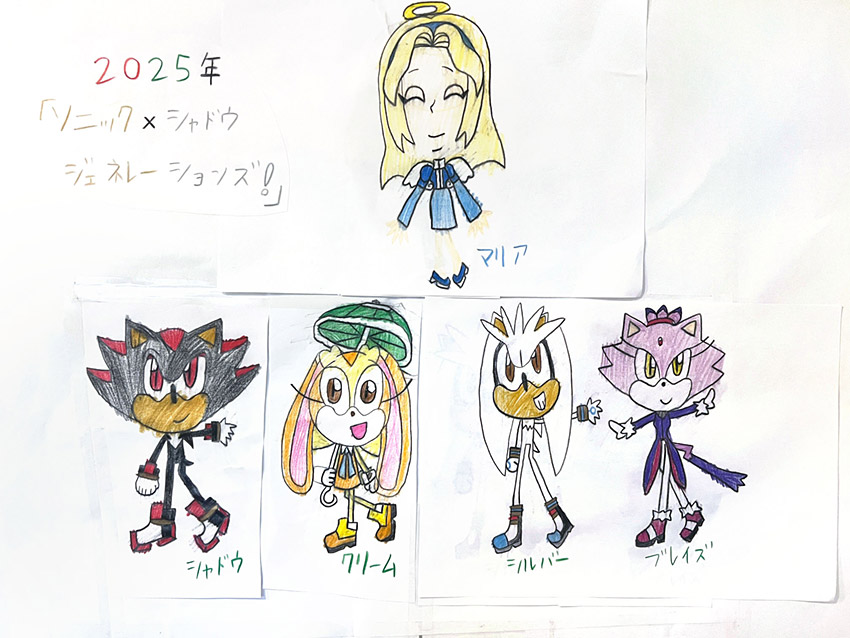 2025年
「ソニック×シャドウ
ジェネレーションズ!。」
マリア
シャドウ
クリーム
シルバー
ブレイズ